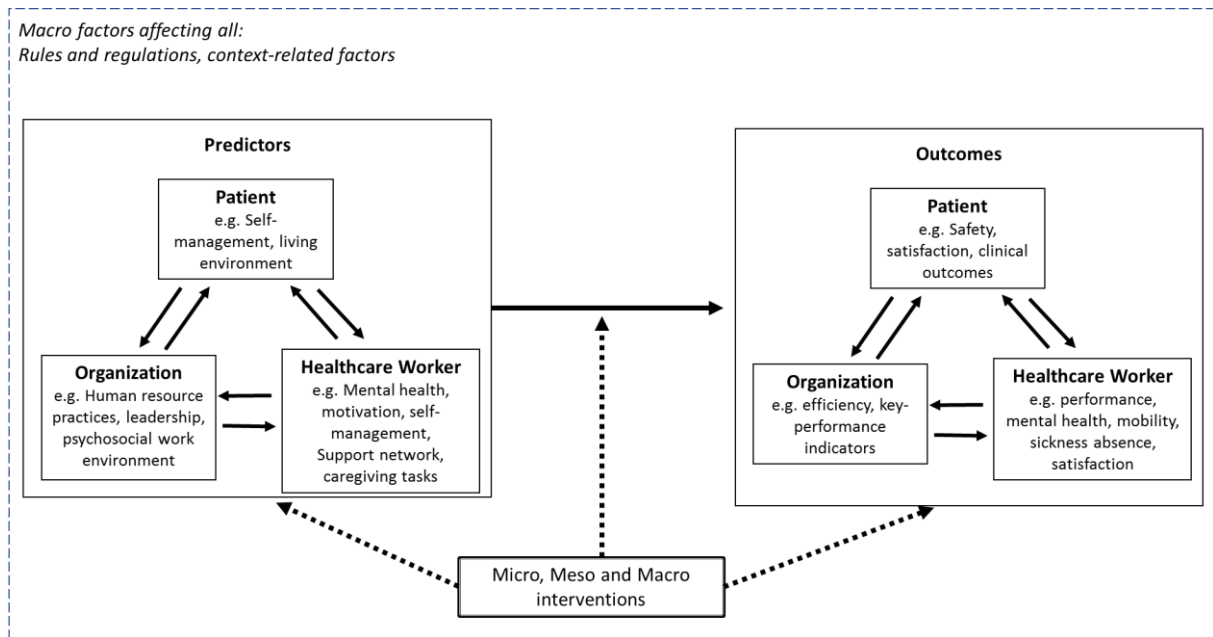 Macro factors affecting all:
Rules and regulations, context-related factors
Predictors
Patient
e.g. Self-
management, living
environment
Organization
e.g. Human resource
practices, leadership,
psychosocial work
environment
Healthcare Worker
e.g. Mental health,
motivation, self-
management,
Support network,
caregiving tasks
Outcomes
Patient
e.g. Safety,
satisfaction, clinical
outcomes
Organization
e.g. efficiency, key-
performance
indicators
Healthcare Worker
e.g. performance,
mental health, mobility,
sickness absence,
satisfaction
Micro, Meso and Macro
interventions